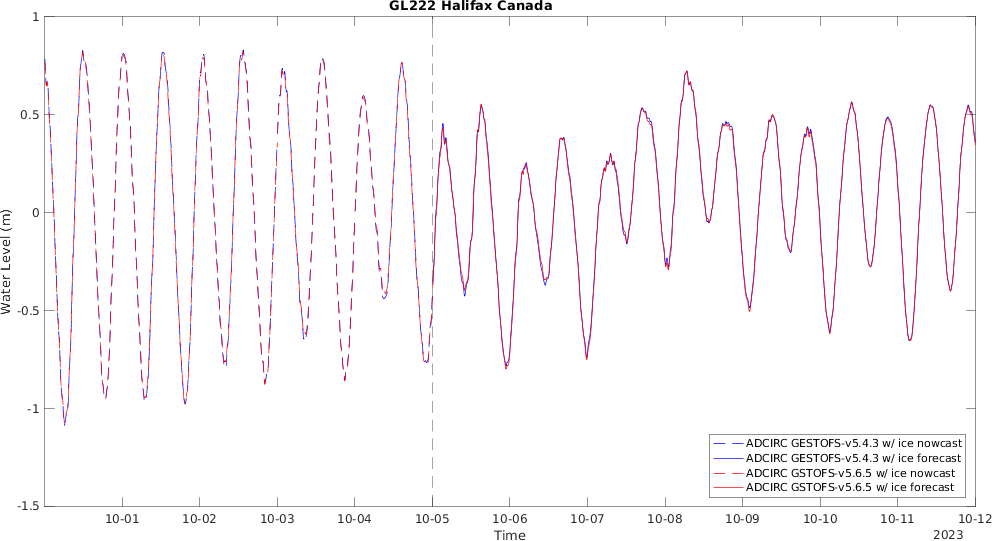 GL222 Halifax Canada
1
0.5
0
-0.5
-1
-1.5
Water Level (m)
ADCIRC GESTOFS-v5.4.3 w/ ice nowcast
ADCIRC GESTOFS-v5.4.3 w/ ice forecast
ADCIRC GSTOFS-v5.6.5 w/ ice nowcast
ADCIRC GSTOFS-v5.6.5 w/ ice forecast
10-01 10-02 10-03 10-04 10-05 10-06 10-07 10-08 10-09 10-10 10-11 10-12
Time
2023